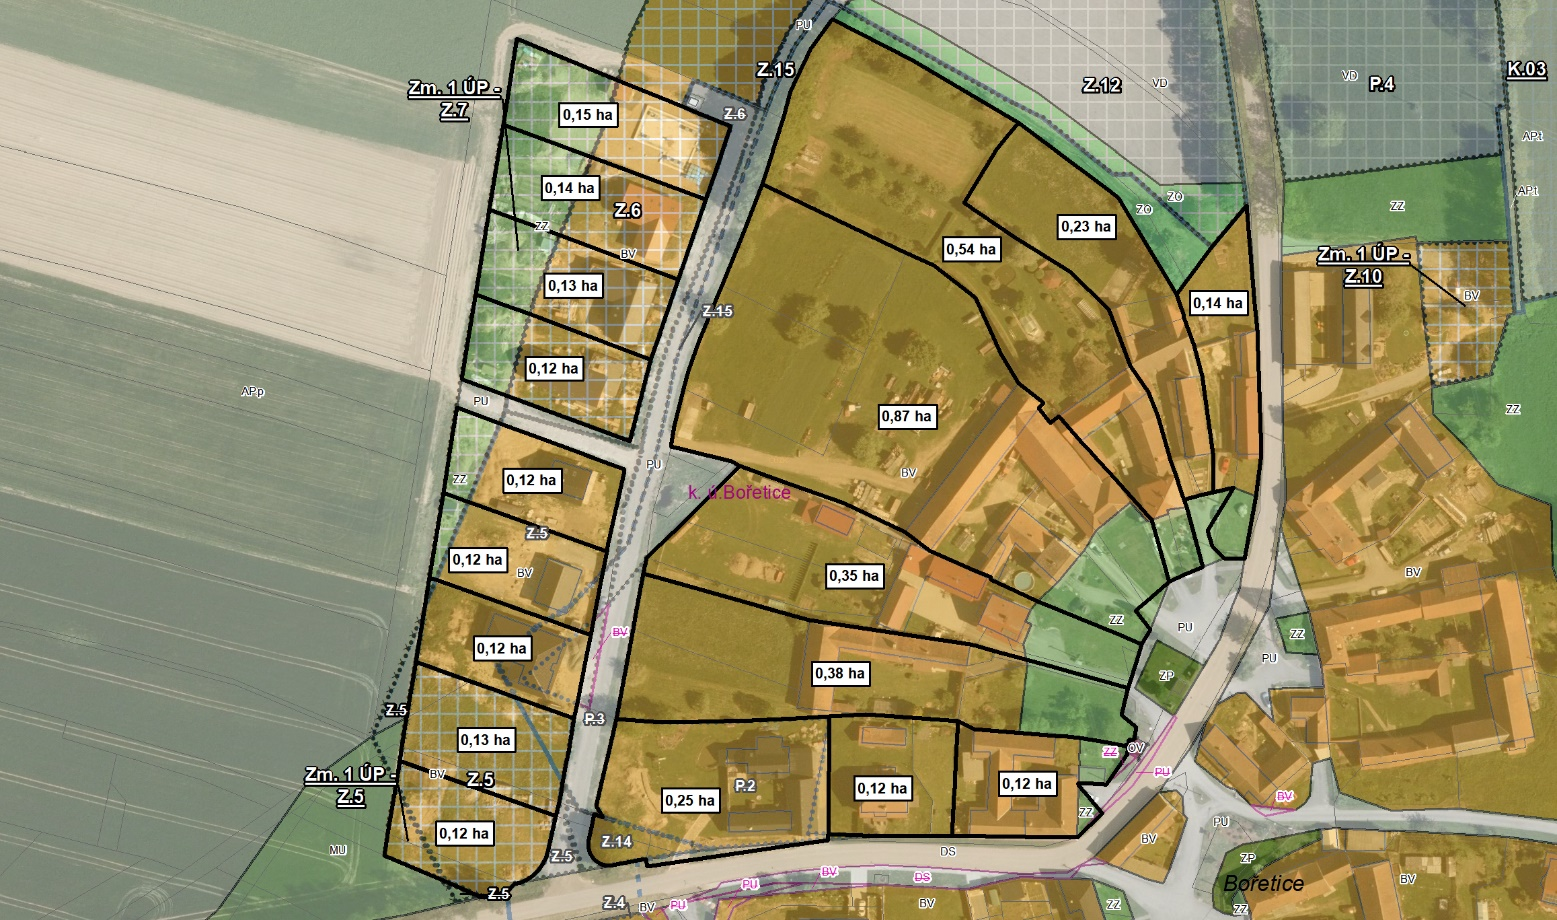 PU
Z.15
Z.12
VD
VD
P.4
K.03
Zm. 1 ÚP -
Z.7
0,15 ha
Z.6
APt
0,14 ha
Z.6
ZZ
BV
0,23 ha
ZO
ZO
ZZ
APt
0,54 ha
Zm. 1 ÚP -
Z.10
BV
0,13 ha
Z.15
0,14 ha
0,12 ha
APp
PU
0,87 ha
ZZ
PU
BV
ZZ
0,12 ha
k. ú.Bořetice
Z.5
0,12 ha
BV
0,35 ha
BV
ZZ
PU
ZZ
BV
0,12 ha
PU
0,38 ha
ZP
Z.5
P.3
0,13 ha
ZZ
OV
PU
Zm. 1 ÚP -
Z.5
BV
Z.5
P.2
0,25 ha
0,12 ha
0,12 ha
BV
ZZ
0,12 ha
PU
MU
Z.14
BV
DS
Z.5
ZP
BV
DS
PU
Bořetice
BV
Z.5
Z.4
BV
PU
BV
ZZ
ZZ